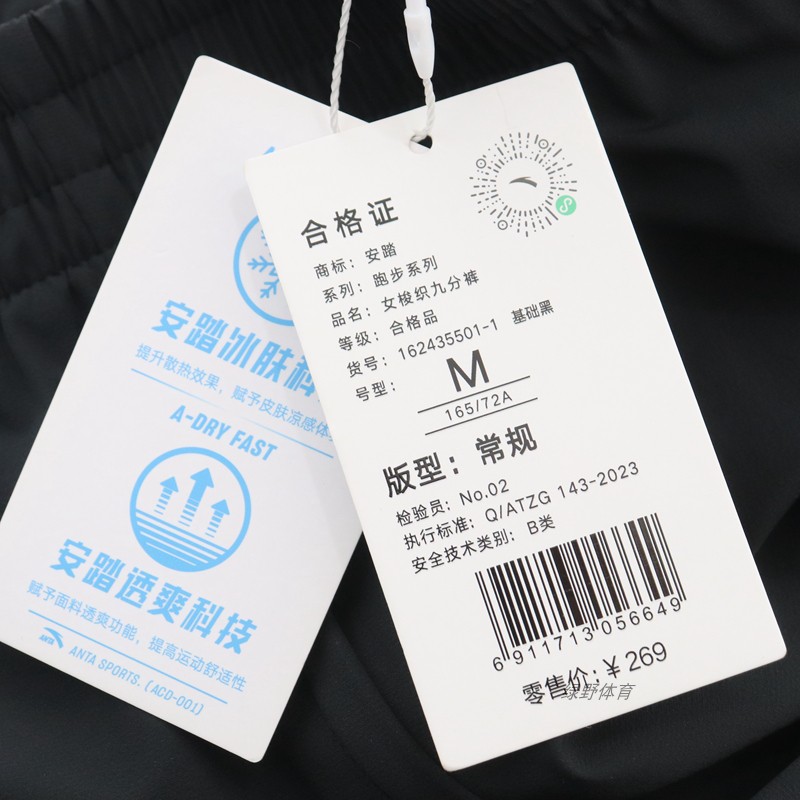 安踏冰肤科
提升散热效果，赋予皮肤凉感体
A-DRY FAST
安踏透爽科技
赋予面料透爽功能，提高运动舒适性
ANTA
ANTA SPORTS. (ACD-001)
合格证
商标：安踏
系列：跑步系列
品名：女梭织九分裤
等级：合格品
货号：162435501-1 基础黑
号型：
M
165/72A
版型：常规
检验员：No.02
执行标准：Q/ATZG 143-2023
安全技术类别：B类
6 911713 056649
零售价：¥269
绿野体育